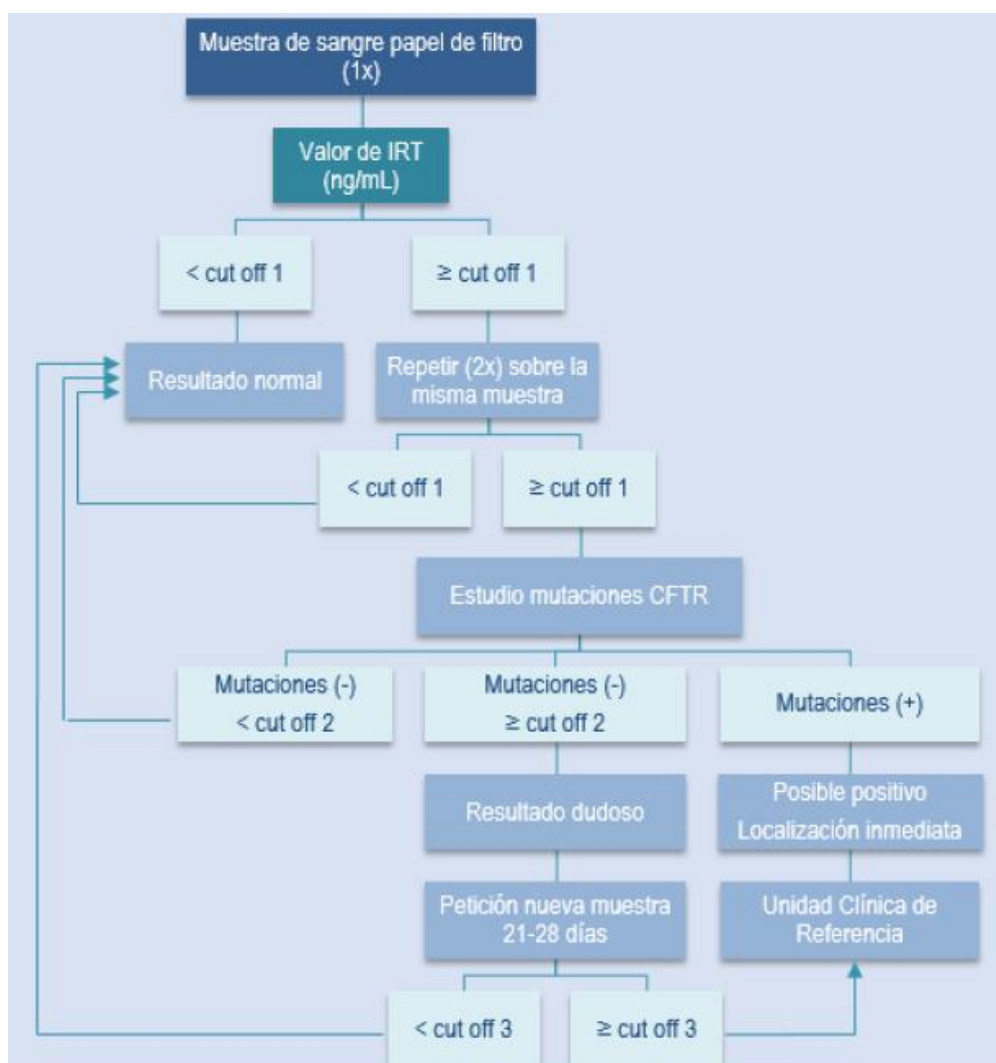 Muestra de sangre papel de filtro
(1x)
Valor de IRT
(ng/mL)
< cut off 1
≥ cut off 1
Resultado normal
Repetir (2x) sobre la
misma muestra
< cut off 1
≥ cut off 1
Estudio mutaciones CFTR
Mutaciones (-)
< cut off 2
Mutaciones (-)
≥ cut off 2
Mutaciones (+)
Resultado dudoso
Posible positivo
Localización inmediata
Petición nueva muestra
21-28 días
Unidad Clínica de
Referencia
< cut off 3
≥ cut off 3